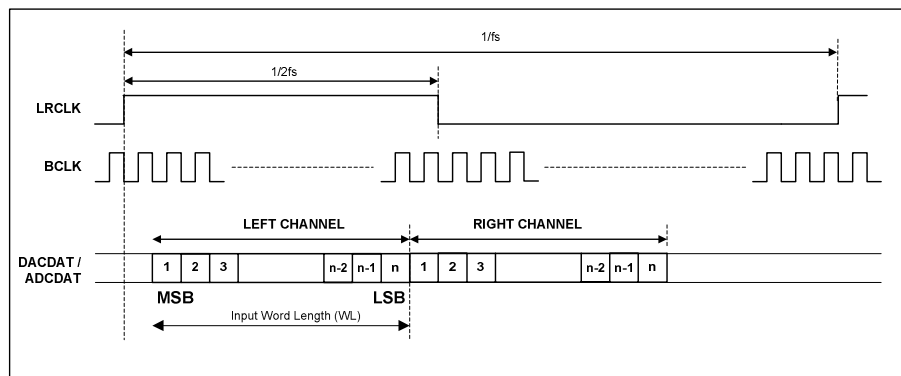 1/fs
1/2fs
LRCLK
BCLK
LEFT CHANNEL RIGHT CHANNEL
DACDAT /
ADCDAT
1 2 3 n-2 n-1 n 1 2 3 n-2 n-1 n
MSB LSB
Input Word Length (WL)